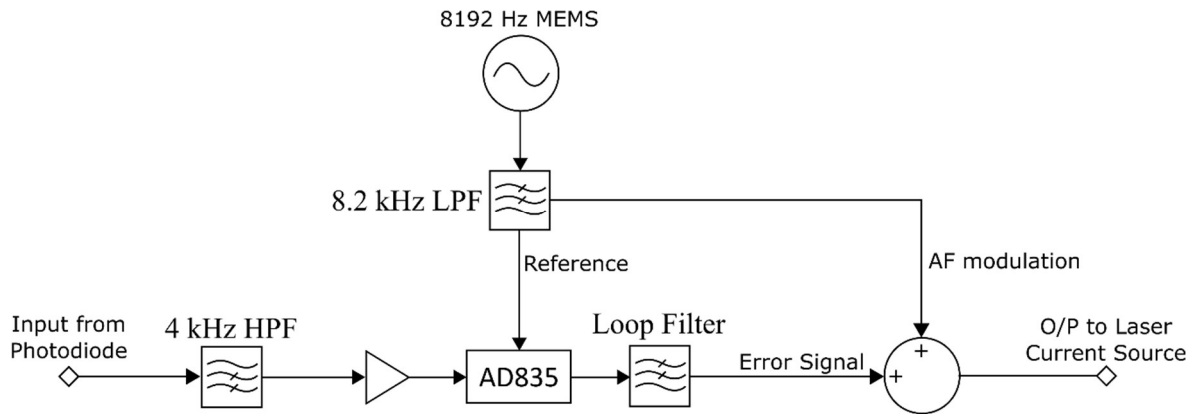 8192 Hz MEMS
8.2 kHz LPF
Reference
AF modulation
Input from
Photodiode
4 kHz HPF
AD835
Loop Filter
Error Signal
+
+
O/P to Laser
Current Source